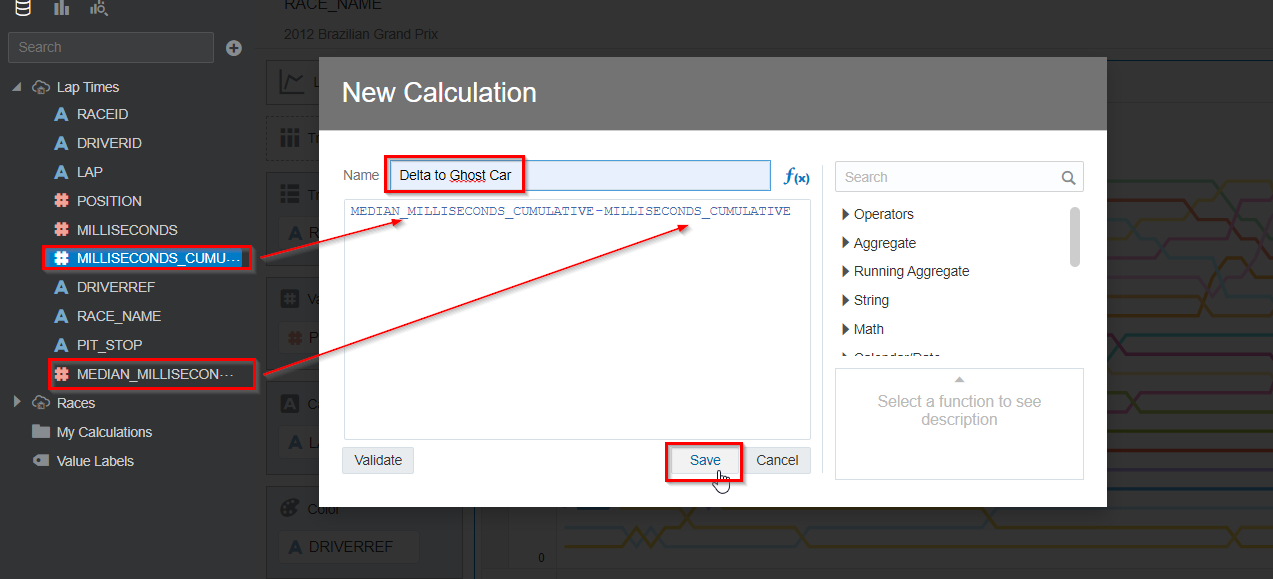 RACE_NAME
2012 Brazilian Grand Prix
Search
Lap Times
RACEID
DRIVERID
LAP
POSITION
MILLISECONDS
MILLISECONDS_CUMU···
DRIVERREF
RACE_NAME
PIT_STOP
MEDIAN_MILLISECON···
Races
My Calculations
Value Labels
New Calculation
Name
Delta to Ghost Car
f(x)
MEDIAN_MILLISECONDS_CUMULATIVE-MILLISECONDS_CUMULATIVE
Validate
Save
Cancel
Search
Operators
Aggregate
Running Aggregate
String
Math
Calendar/Date
Select a function to see
description
Color
DRIVERREF
0